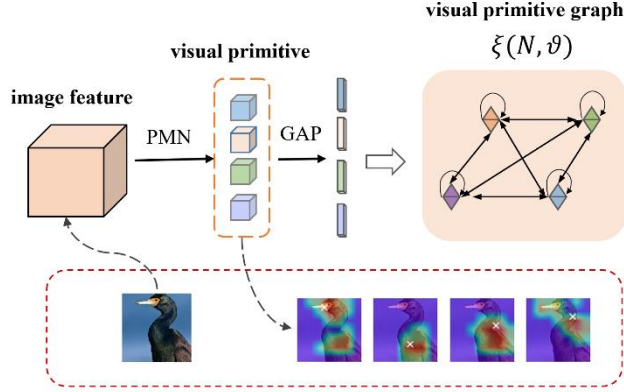 visual primitive graph
ξ(N, ϑ)
visual primitive
image feature
PMN
GAP